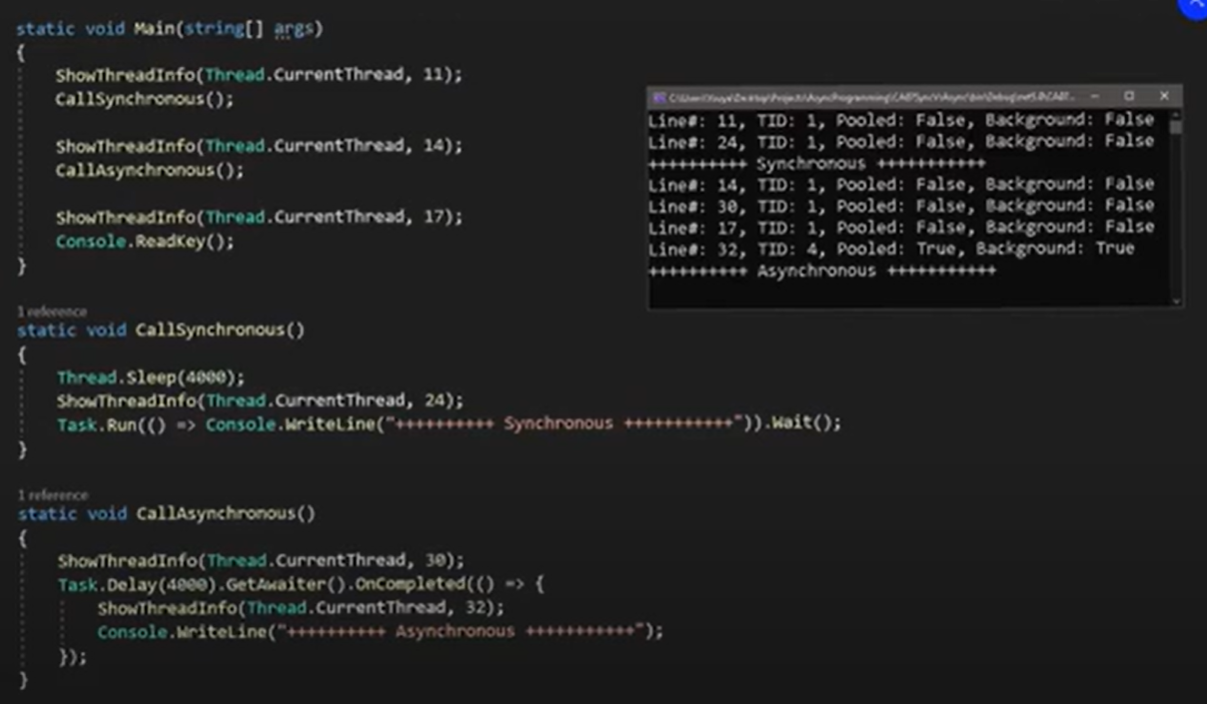 static void Main(string[] args)
{
ShowThreadInfo(Thread.CurrentThread, 11);
CallSynchronous();
ShowThreadInfo(Thread.CurrentThread, 14);
CallAsynchronous();
ShowThreadInfo(Thread.CurrentThread, 17);
Console.ReadKey();
}
1 reference
static void CallSynchronous()
{
Thread.Sleep(4000);
ShowThreadInfo(Thread.CurrentThread, 24);
Task.Run(() => Console.WriteLine("++++++++++ Synchronous +++++++++++")).Wait();
}
1 reference
static void CallAsynchronous()
{
ShowThreadInfo(Thread.CurrentThread, 30);
Task.Delay(4000).GetAwaiter().OnCompleted(() => {
ShowThreadInfo(Thread.CurrentThread, 32);
Console.WriteLine("++++++++++ Asynchronous +++++++++++");
});
}
Line#: 11, TID: 1, Pooled: False, Background: False
Line#: 24, TID: 1, Pooled: False, Background: False
++++++++++ Synchronous +++++++++++
Line#: 14, TID: 1, Pooled: False, Background: False
Line#: 30, TID: 1, Pooled: False, Background: False
Line#: 17, TID: 1, Pooled: False, Background: False
Line#: 32, TID: 4, Pooled: True, Background: True
++++++++++ Asynchronous +++++++++++